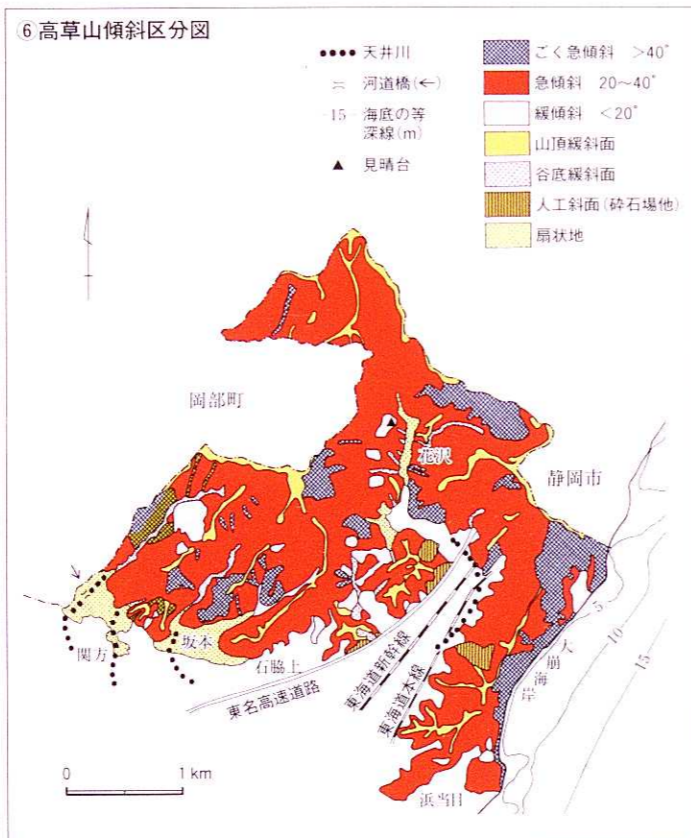 ⑥高草山傾斜区分図
天井川
河道橋(←)
-15- 海底の等
深線(m)
▲ 見晴台
ごく急傾斜 >40°
急傾斜 20〜40°
緩傾斜 <20°
山頂緩斜面
谷底緩斜面
人工斜面(砕石場他)
扇状地
岡部町
花沢
静岡市
坂本
関方
石脇上
東名高速道路
東海道新幹線
東海道本線
大崩海岸
5
10
15
浜当目
0 1 km